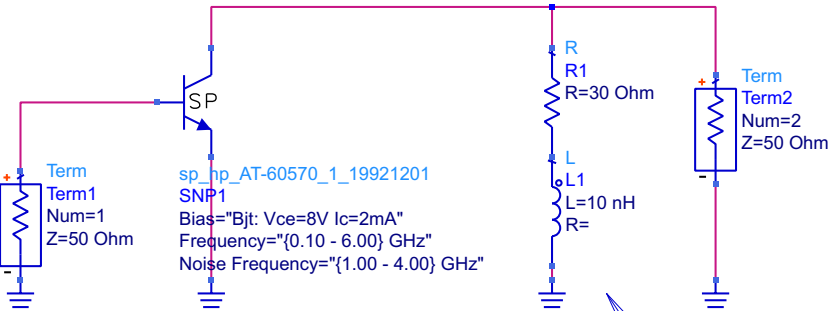 R
R1
R=30 Ohm
Term
Term2
Num=2
Z=50 Ohm
+
-
SP
L
L1
L=10 nH
R=
Term
Term1
Num=1
Z=50 Ohm
+
-
sp_hp_AT-60570_1_19921201
SNP1
Bias="Bjt: Vce=8V Ic=2mA"
Frequency="{0.10 - 6.00} GHz"
Noise Frequency="{1.00 - 4.00} GHz"